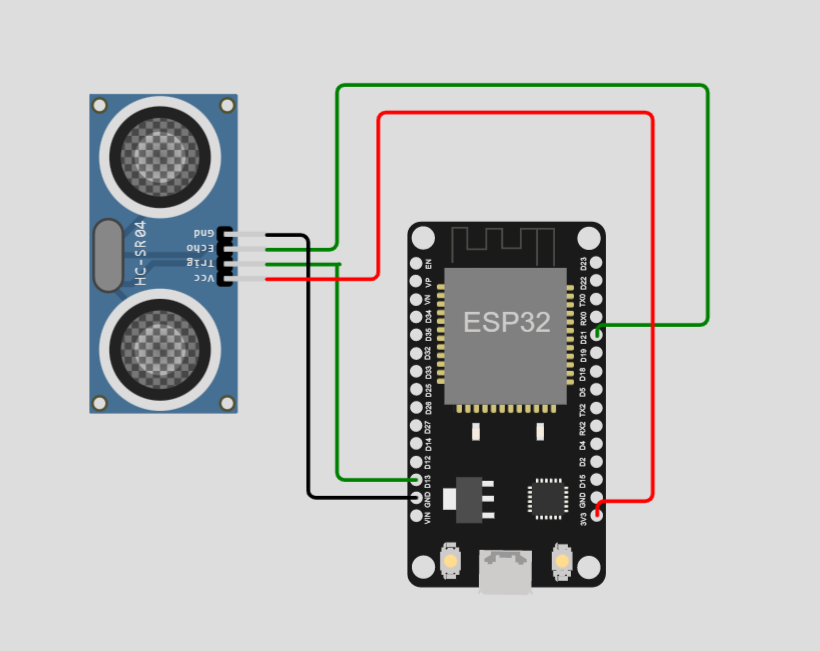 HC-SR04
Gnd
Echo
Trig
Vcc
ESP32
EN
VP
VN
D34
D35
D32
D33
D25
D26
D27
D14
D12
D13
GND
VIN
D23
D22
TX0
RX0
D21
D19
D18
D5
TX2
RX2
D4
D2
D15
GND
3V3